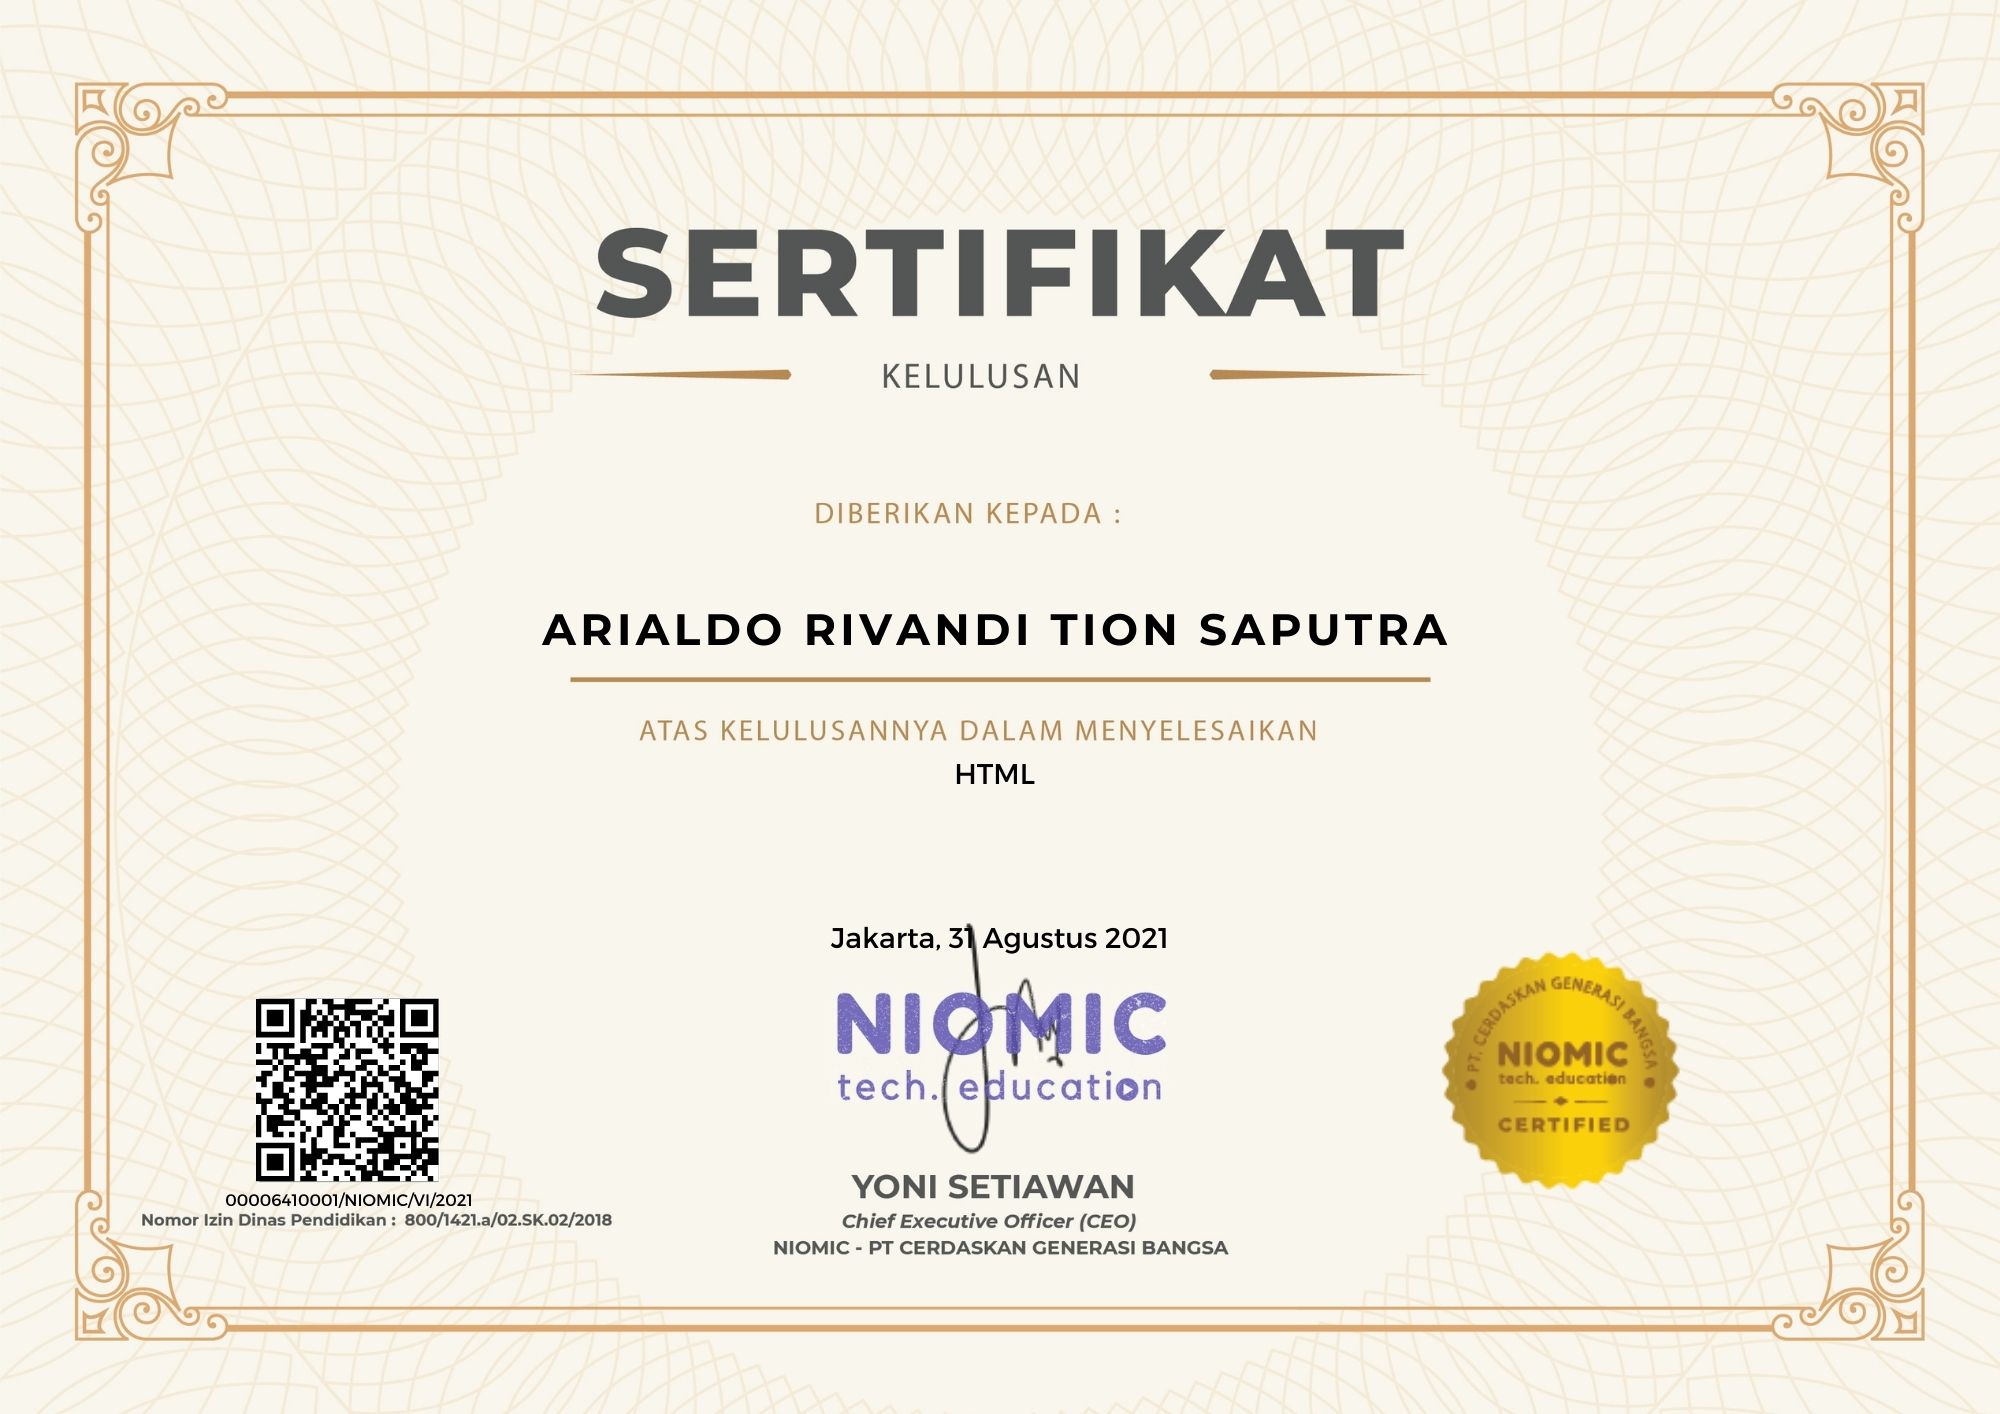 SERTIFIKAT
KELULUSAN
DIBERIKAN KEPADA :
ARIALDO RIVANDI TION SAPUTRA
ATAS KELULUSANNYA DALAM MENYELESAIKAN
HTML
Jakarta, 31 Agustus 2021
NIOMIC
tech. education
YONI SETIAWAN
Chief Executive Officer (CEO)
NIOMIC - PT CERDASKAN GENERASI BANGSA
00006410001/NIOMIC/VI/2021
Nomor Izin Dinas Pendidikan : 800/1421.a/02.SK.02/2018
PT. CERDASKAN GENERASI BANGSA
NIOMIC
tech. education
CERTIFIED